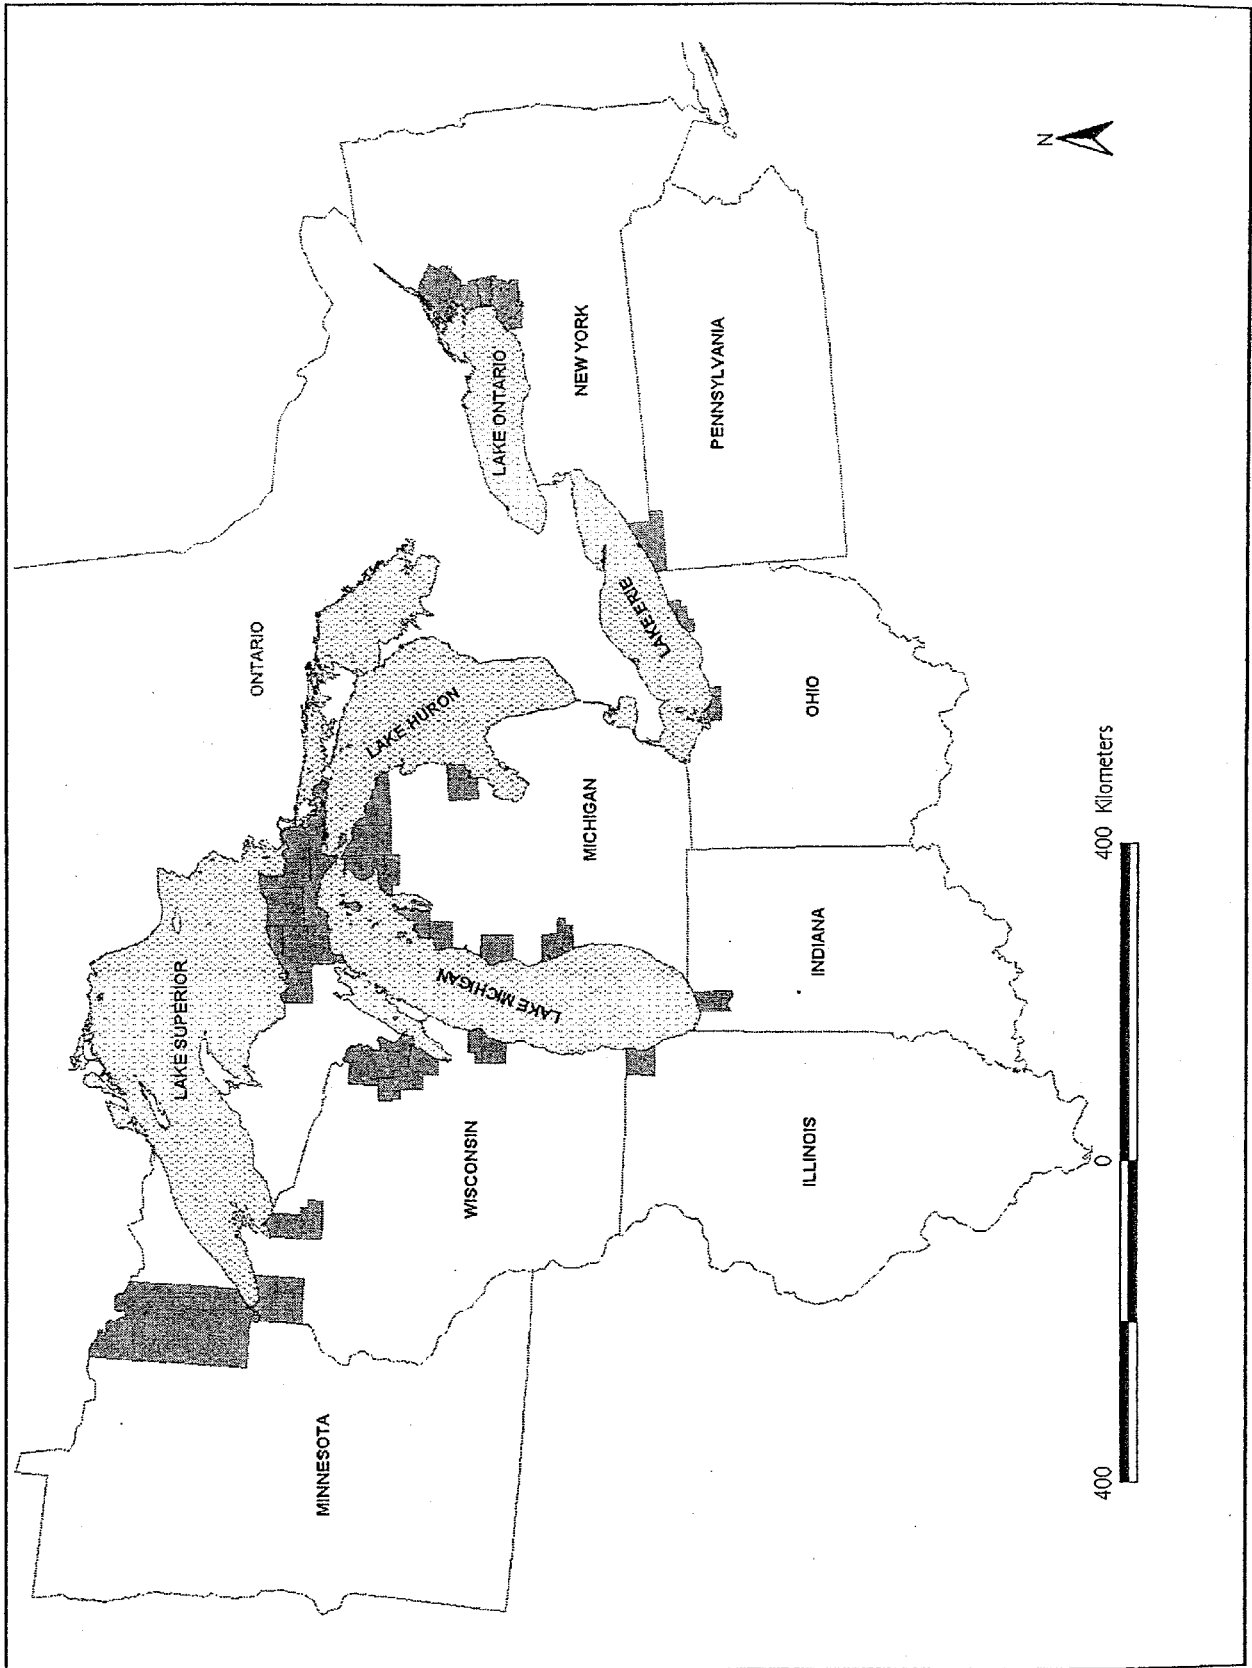 ONTARIO
LAKE SUPERIOR
MINNESOTA
LAKE HURON
LAKE ONTARIO
WISCONSIN
LAKE MICHIGAN
MICHIGAN
NEW YORK
LAKE ERIE
PENNSYLVANIA
ILLINOIS
INDIANA
OHIO
N
400 0 400 Kilometers